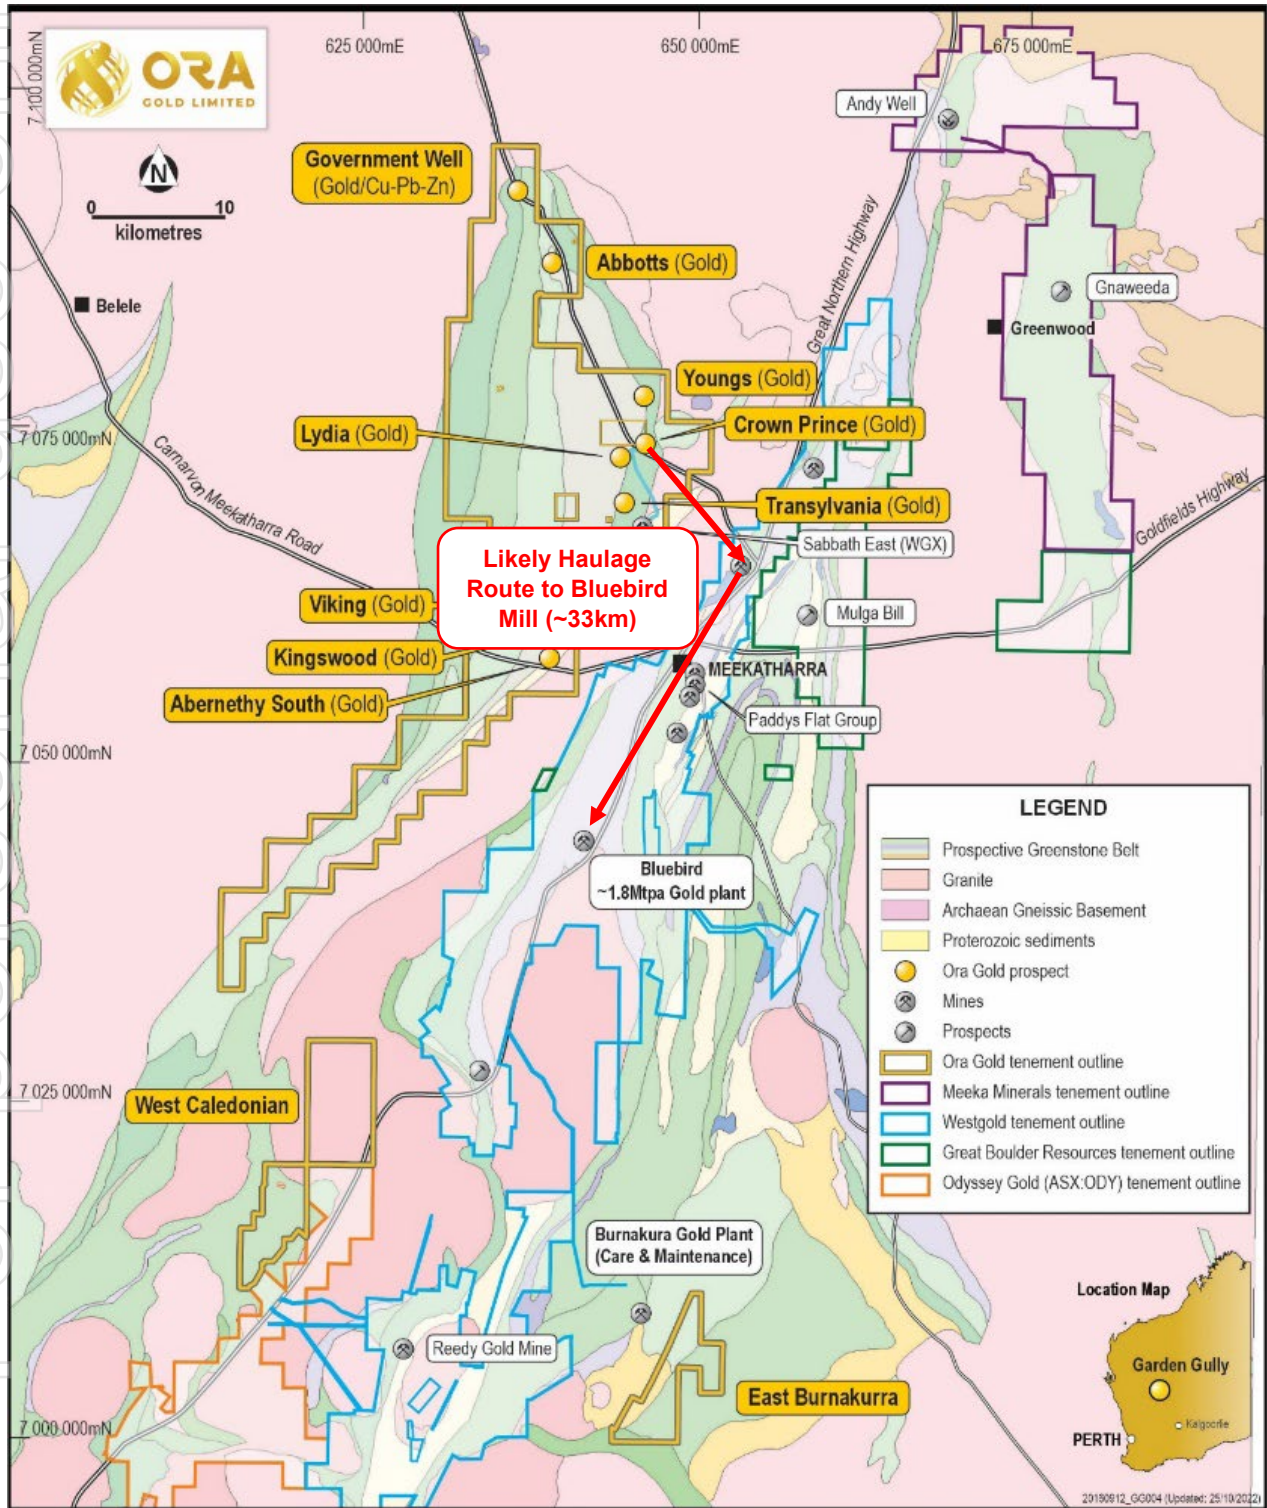 ORA
GOLD LIMITED
625 000mE
650 000mE
675 000mE
7 100 000mN
N
0 10
kilometres
Government Well
(Gold/Cu-Pb-Zn)
Andy Well
Abbotts (Gold)
Great Northern Highway
Gnaweeda
Belele
Greenwood
Youngs (Gold)
Crown Prince (Gold)
Lydia (Gold)
7 075 000mN
Carnarvon Meekatharra Road
Goldfields Highway
Transylvania (Gold)
Sabbath East (WGX)
Likely Haulage
Route to Bluebird
Mill (~33km)
Viking (Gold)
Mulga Bill
Kingswood (Gold)
MEEKATHARRA
Abernethy South (Gold)
Paddys Flat Group
7 050 000mN
Bluebird
~1.8Mtpa Gold plant
LEGEND
Prospective Greenstone Belt
Granite
Archaean Gneissic Basement
Proterozoic sediments
Ora Gold prospect
Mines
Prospects
Ora Gold tenement outline
Meeka Minerals tenement outline
Westgold tenement outline
Great Boulder Resources tenement outline
Odyssey Gold (ASX:ODY) tenement outline
7 025 000mN
West Caledonian
Burnakura Gold Plant
(Care & Maintenance)
Reedy Gold Mine
East Burnakurra
7 000 000mN
Location Map
Garden Gully
Kalgoorlie
PERTH
20180912_GG004 (Updated: 25/10/2022)